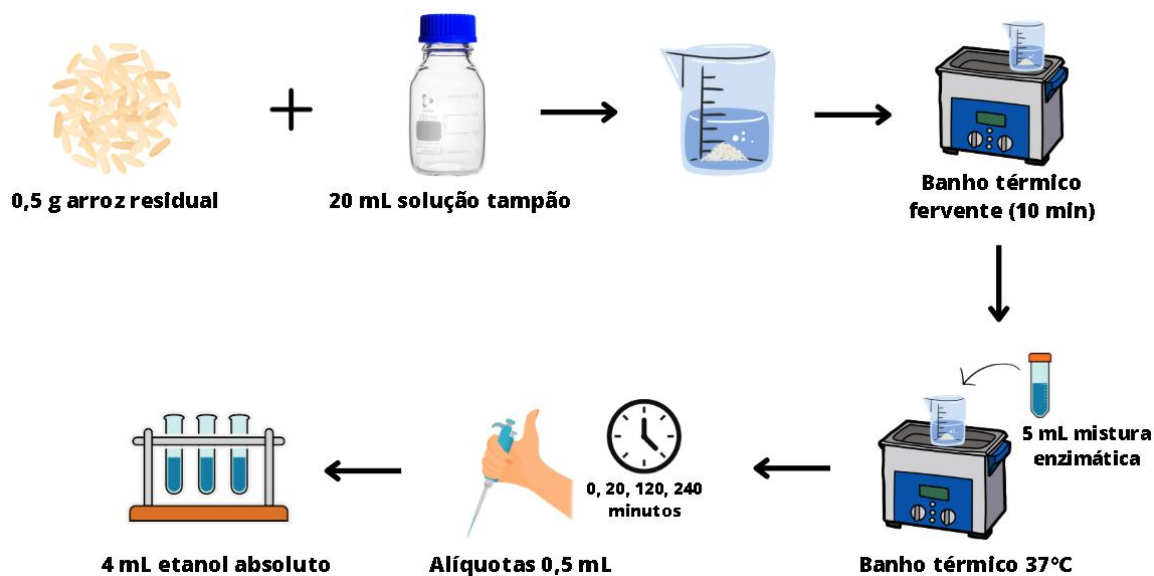 0,5 g arroz residual
20 mL solução tampão
Banho térmico
fervente (10 min)
5 mL mistura
enzimática
Banho térmico 37°C
0, 20, 120, 240
minutos
Alíquotas 0,5 mL
4 mL etanol absoluto